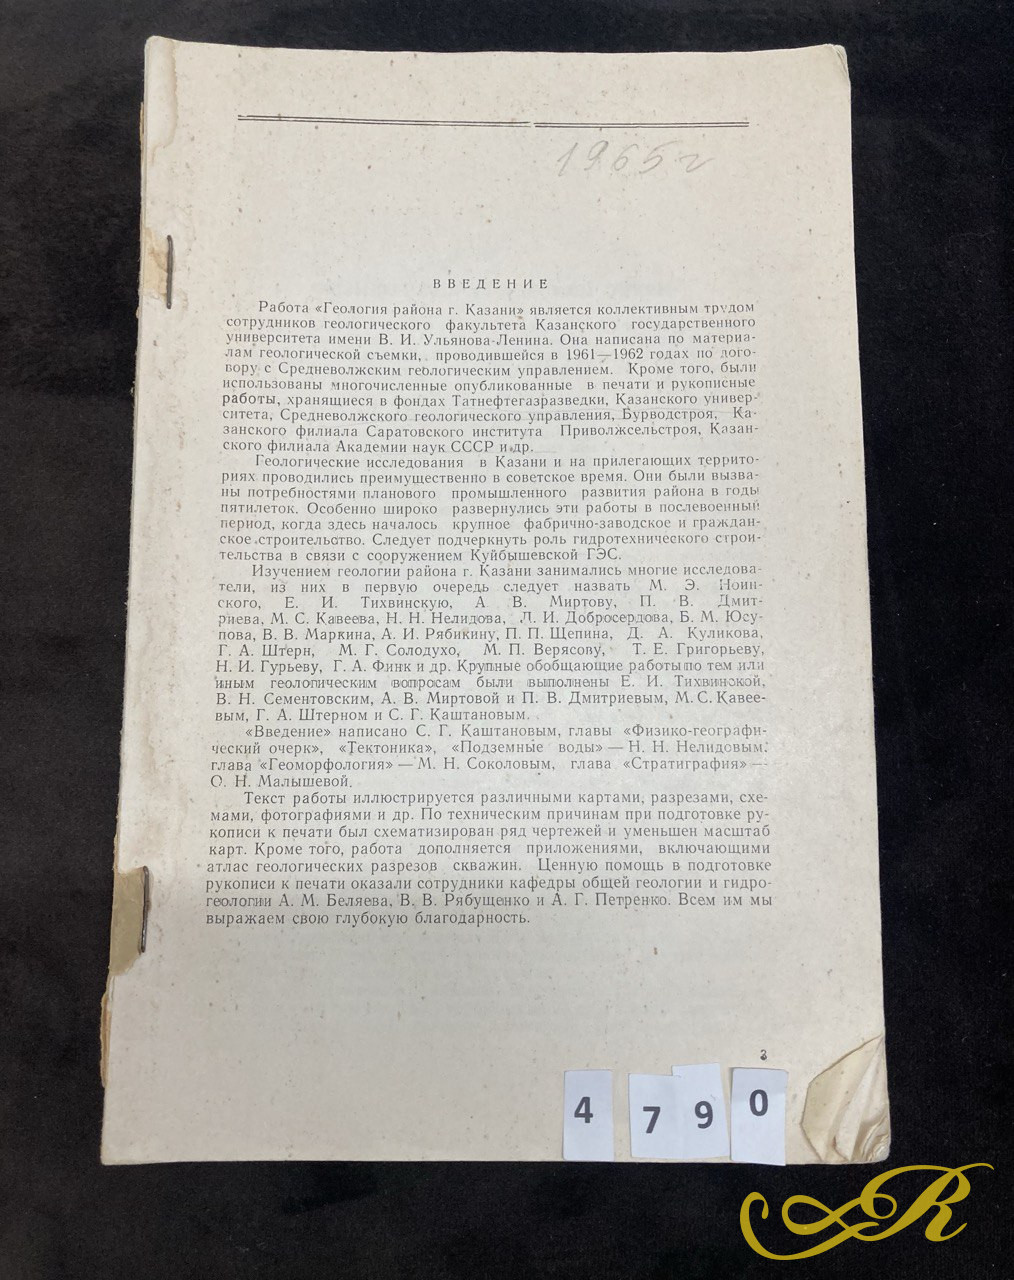 1965 г
ВВЕДЕНИЕ
Работа «Геология района г. Казани» является коллективным трудом
сотрудников геологического факультета Казанского государственного
университета имени В. И. Ульянова-Ленина. Она написана по материа-
лам геологической съемки, проводившейся в 1961—1962 годах по дого-
вору с Средневолжским геологическим управлением. Кроме того, были
использованы многочисленные опубликованные в печати и рукописные
работы, хранящиеся в фондах Татнефтегазразведки, Казанского универ-
ситета, Средневолжского геологического управления, Бурводстроя, Ка-
занского филиала Саратовского института Приволжсельстроя, Казан-
ского филиала Академии наук СССР и др.
Геологические исследования в Казани и на прилегающих террито-
риях проводились преимущественно в советское время. Они были вызва-
ны потребностями планового промышленного развития района в годы
пятилеток. Особенно широко развернулись эти работы в послевоенный
период, когда здесь началось крупное фабрично-заводское и граждан-
ское строительство. Следует подчеркнуть роль гидротехнического строи-
тельства в связи с сооружением Куйбышевской ГЭС.
Изучением геологии района г. Казани занимались многие исследова-
тели, из них в первую очередь следует назвать М. Э. Ноин-
ского, Е. И. Тихвинскую, А. В. Миртову, П. В. Дмит-
риева, М. С. Кавеева, Н. Н. Нелидова, Л. И. Добросердова, Б. М. Юсу-
пова, В. В. Маркина, А. И. Рябикину, П. П. Щепина, Д. А. Куликова,
Г. А. Штерн, М. Г. Солодухо, М. П. Верясову, Т. Е. Григорьеву,
Н. И. Гурьеву, Г. А. Финк и др. Крупные обобщающие работы по тем или
иным геологическим вопросам были выполнены Е. И. Тихвинской,
В. Н. Сементовским, А. В. Миртовой и П. В. Дмитриевым, М. С. Кавее-
вым, Г. А. Штерном и С. Г. Каштановым.
«Введение» написано С. Г. Каштановым, главы «Физико-географи-
ческий очерк», «Тектоника», «Подземные воды» — Н. Н. Нелидовым.
глава «Геоморфология» — М. Н. Соколовым, глава «Стратиграфия» —
О. Н. Малышевой.
Текст работы иллюстрируется различными картами, разрезами, схе-
мами, фотографиями и др. По техническим причинам при подготовке ру-
кописи к печати был схематизирован ряд чертежей и уменьшен масштаб
карт. Кроме того, работа дополняется приложениями, включающими
атлас геологических разрезов скважин. Ценную помощь в подготовке
рукописи к печати оказали сотрудники кафедры общей геологии и гидро-
геологии А. М. Беляева, В. В. Рябущенко и А. Г. Петренко. Всем им мы
выражаем свою глубокую благодарность.
3
4 7 9 0
R